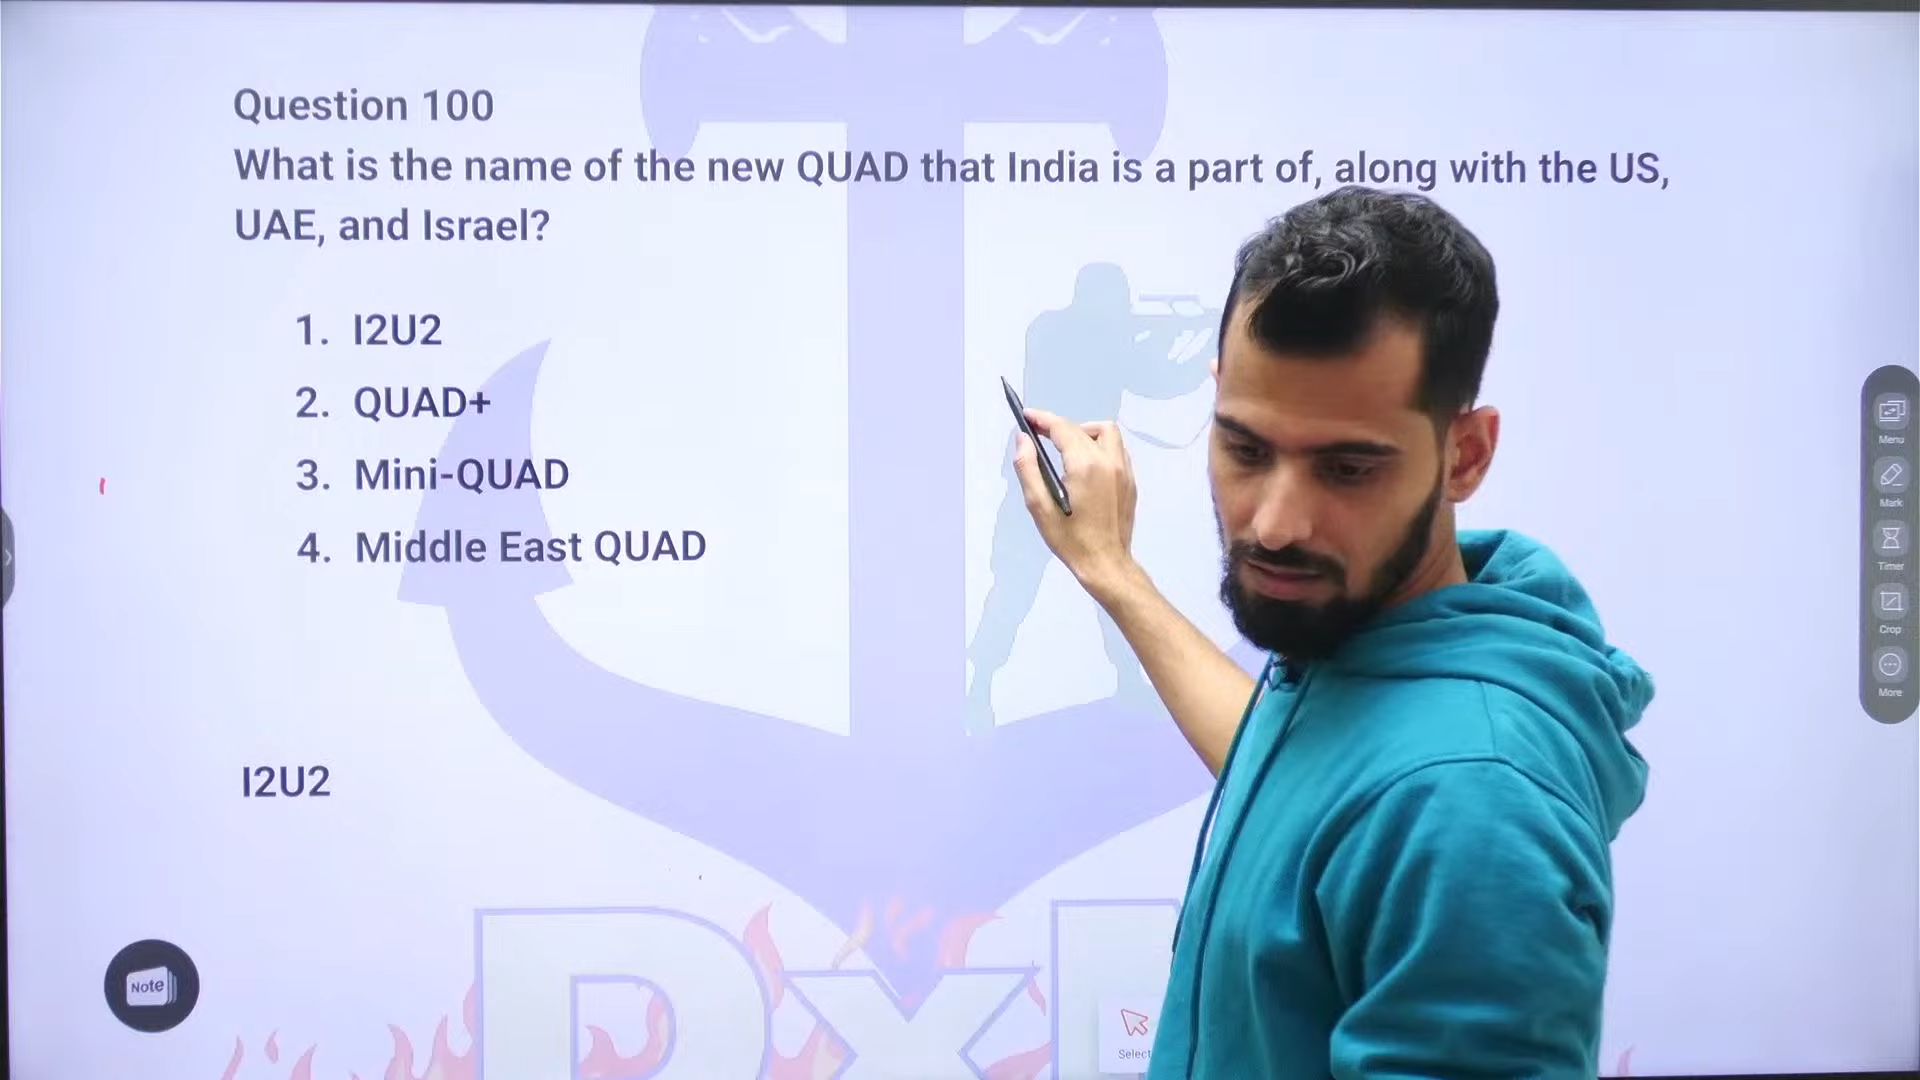 Question 100
What is the name of the new QUAD that India is a part of, along with the US,
UAE, and Israel?
1. I2U2
2. QUAD+
3. Mini-QUAD
4. Middle East QUAD
I2U2
Note
Select
Menu
Mark
Timer
Crop
More